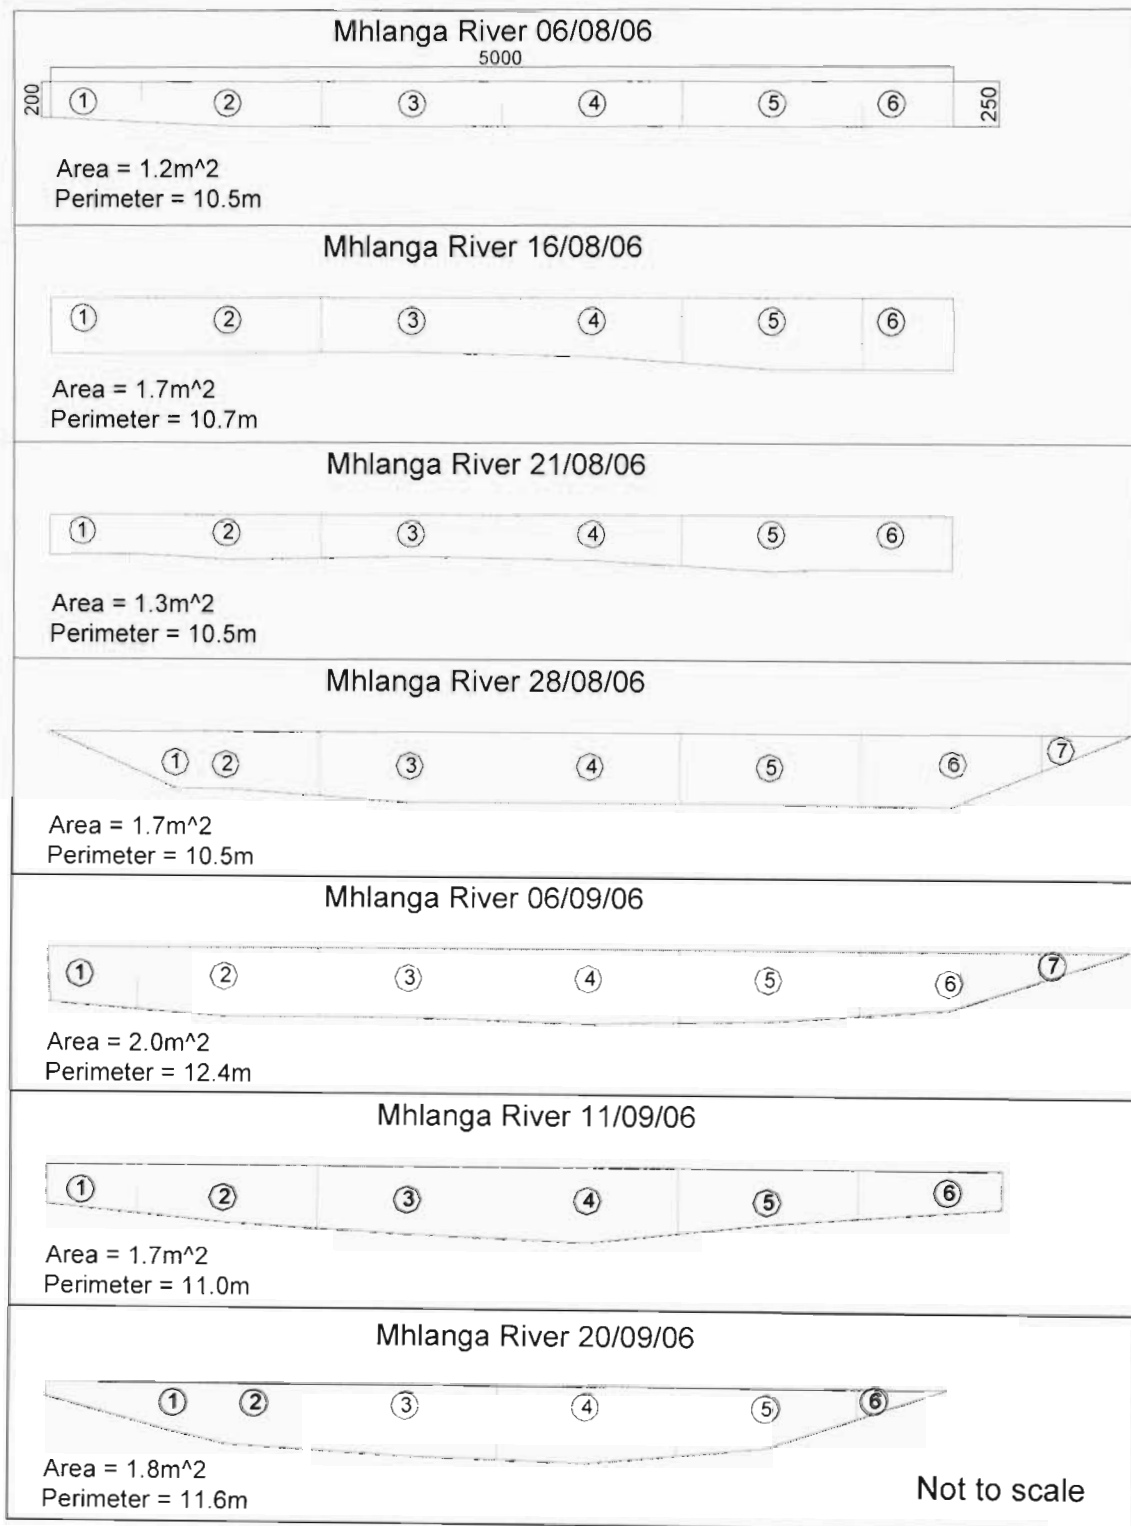 Mhlanga River 06/08/06
5000
200
1 2 3 4 5 6
250
Area = 1.2m^2
Perimeter = 10.5m
Mhlanga River 16/08/06
1 2 3 4 5 6
Area = 1.7m^2
Perimeter = 10.7m
Mhlanga River 21/08/06
1 2 3 4 5 6
Area = 1.3m^2
Perimeter = 10.5m
Mhlanga River 28/08/06
1 2 3 4 5 6 7
Area = 1.7m^2
Perimeter = 10.5m
Mhlanga River 06/09/06
1 2 3 4 5 6 7
Area = 2.0m^2
Perimeter = 12.4m
Mhlanga River 11/09/06
1 2 3 4 5 6
Area = 1.7m^2
Perimeter = 11.0m
Mhlanga River 20/09/06
1 2 3 4 5 6
Area = 1.8m^2
Perimeter = 11.6m
Not to scale